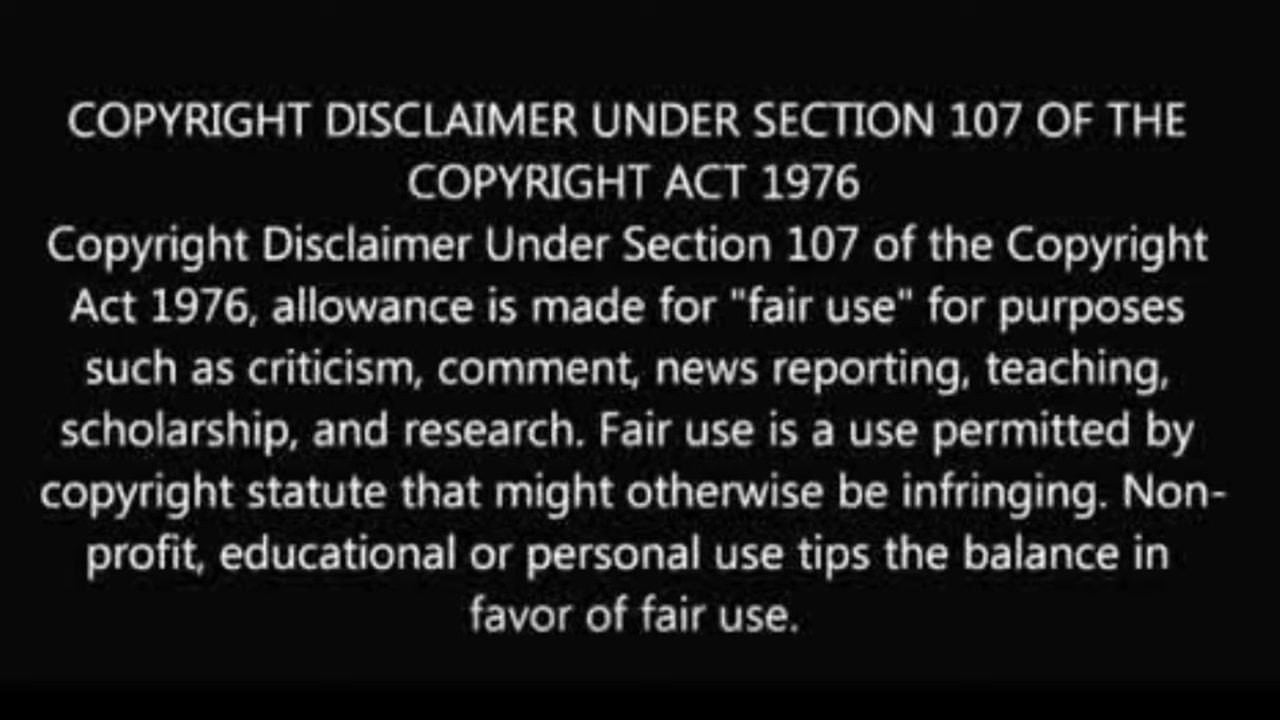 COPYRIGHT DISCLAIMER UNDER SECTION 107 OF THE
COPYRIGHT ACT 1976
Copyright Disclaimer Under Section 107 of the Copyright
Act 1976, allowance is made for "fair use" for purposes
such as criticism, comment, news reporting, teaching,
scholarship, and research. Fair use is a use permitted by
copyright statute that might otherwise be infringing. Non-
profit, educational or personal use tips the balance in
favor of fair use.